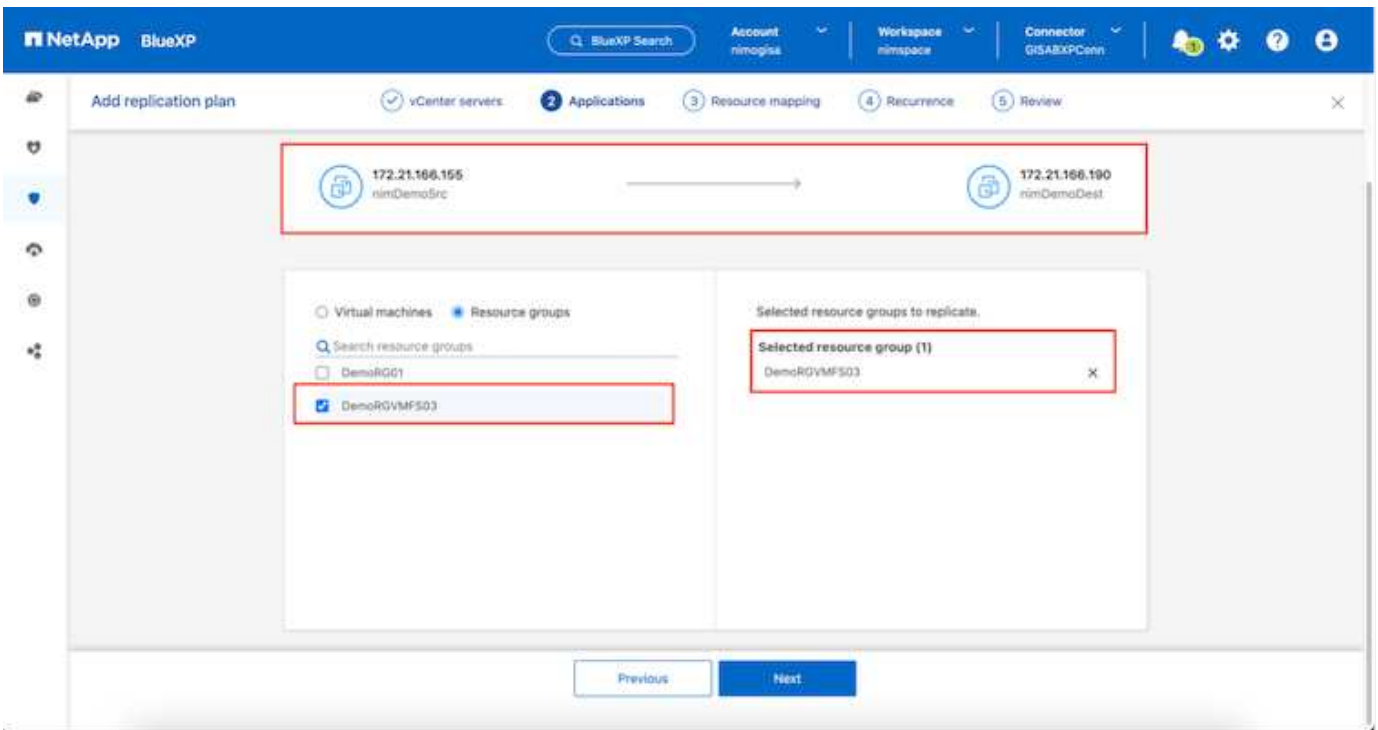 NetApp BlueXP
BlueXP Search
Account
nimogisa
Workspace
nimspace
Connector
GISABXPConn
1
Add replication plan
vCenter servers
2 Applications
3 Resource mapping
4 Recurrence
5 Review
172.21.166.155
nimDemoSrc
172.21.166.190
nimDemoDest
Virtual machines
Resource groups
Search resource groups
DemoRG01
DemoRGVMFS03
Selected resource groups to replicate.
Selected resource group (1)
DemoRGVMFS03
Previous
Next